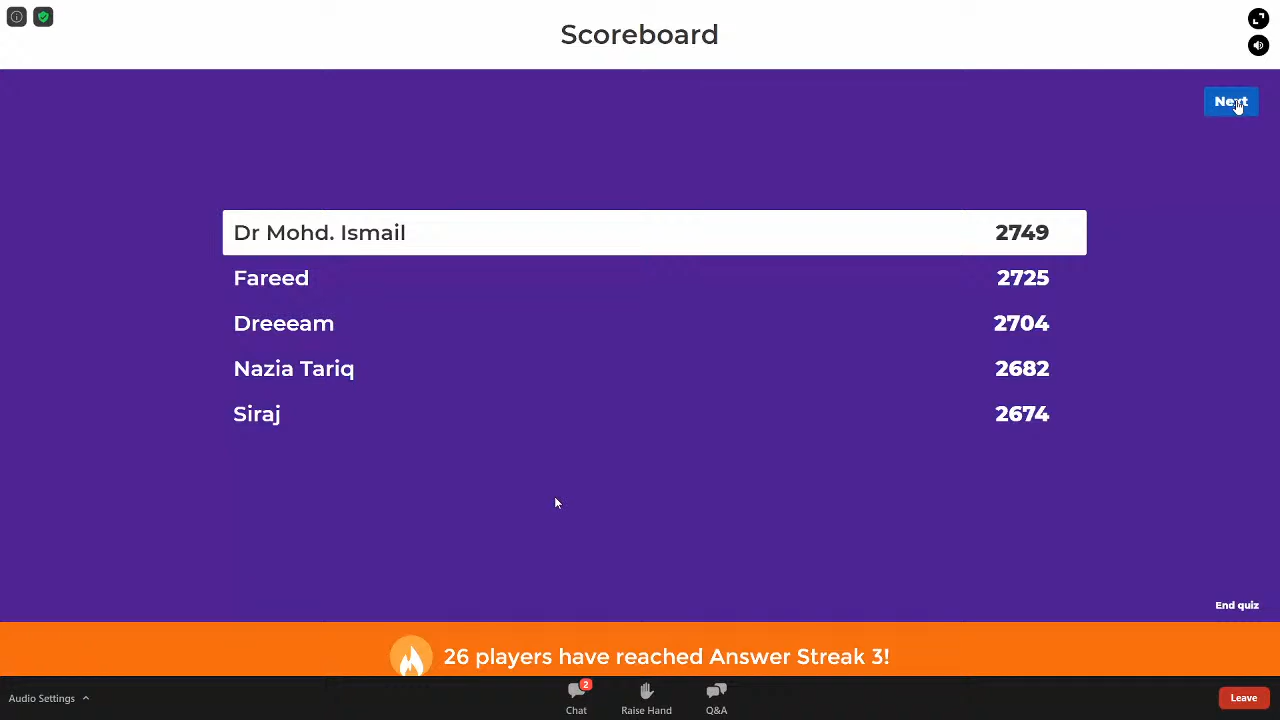 Scoreboard
Next
Dr Mohd. Ismail 2749
Fareed 2725
Dreeeam 2704
Nazia Tariq 2682
Siraj 2674
End quiz
26 players have reached Answer Streak 3!
2
Audio Settings
Chat
Raise Hand
Q&A
Leave